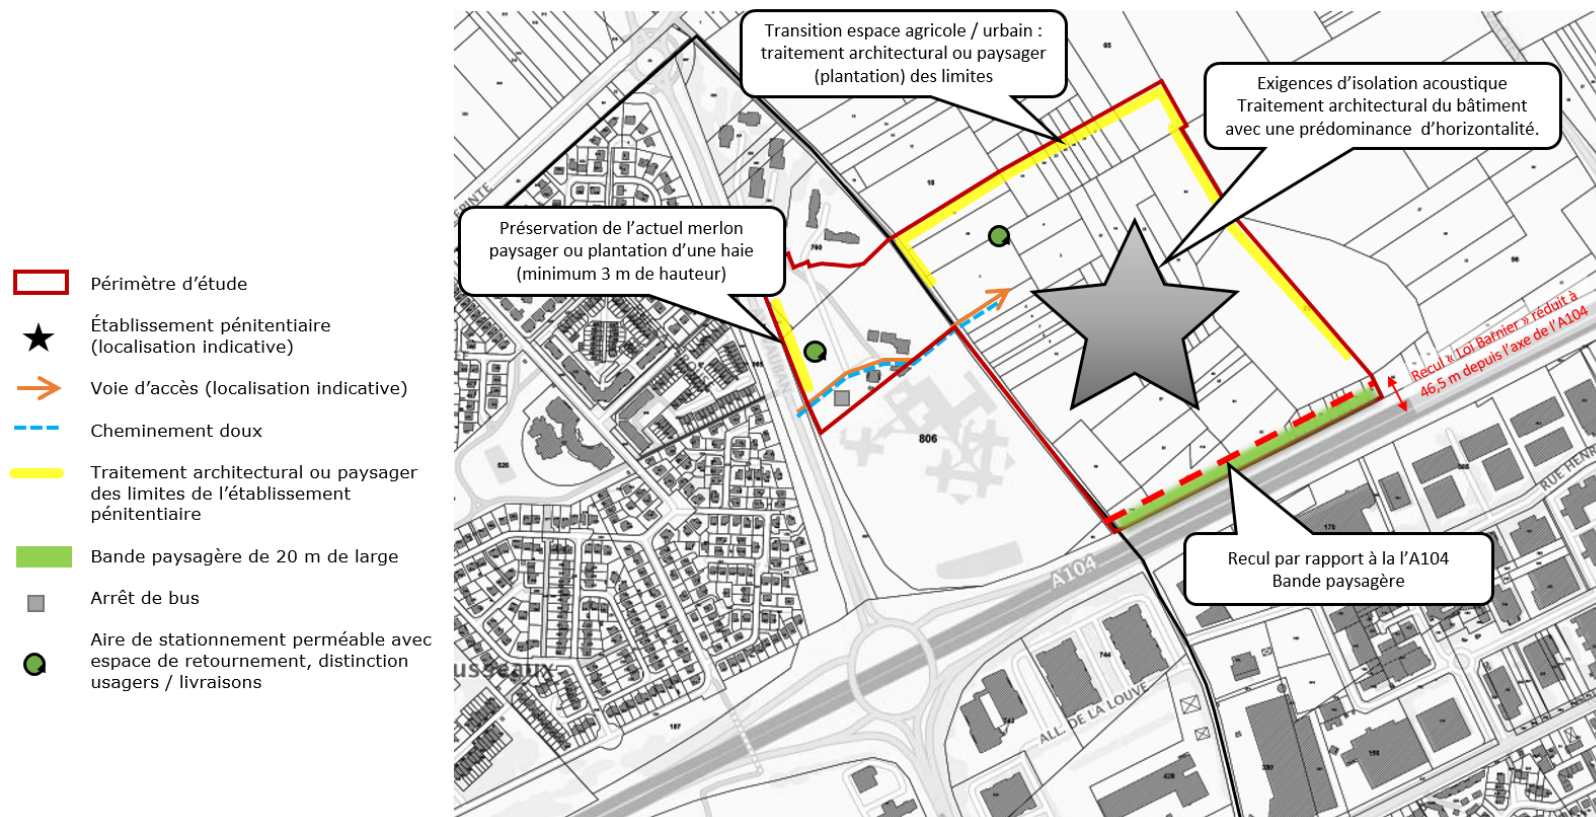 Périmètre d’étude
Établissement pénitentiaire
(localisation indicative)
Voie d’accès (localisation indicative)
Cheminement doux
Traitement architectural ou paysager
des limites de l’établissement
pénitentiaire
Bande paysagère de 20 m de large
Arrêt de bus
Aire de stationnement perméable avec
espace de retournement, distinction
usagers / livraisons
Transition espace agricole / urbain :
traitement architectural ou paysager
(plantation) des limites
Exigences d’isolation acoustique
Traitement architectural du bâtiment
avec une prédominance d’horizontalité.
Préservation de l’actuel merlon
paysager ou plantation d’une haie
(minimum 3 m de hauteur)
Recul « Loi Barnier » réduit à
46,5 m depuis l’axe de l’A104
Recul par rapport à la l’A104
Bande paysagère
A104
ALL. DE LA LOUVE
RUE HENR
usseaux
806
744
187